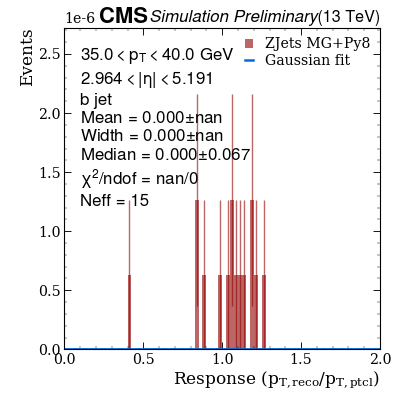 1e-6 CMS Simulation Preliminary (13 TeV)
Events
35.0 < pT < 40.0 GeV
2.964 < |η| < 5.191
b jet
Mean = 0.000±nan
Width = 0.000±nan
Median = 0.000±0.067
χ²/ndof = nan/0
Neff = 15
ZJets MG+Py8
Gaussian fit
2.5
2.0
1.5
1.0
0.5
0.0
0.0 0.5 1.0 1.5 2.0
Response (pT,reco/pT,ptcl)